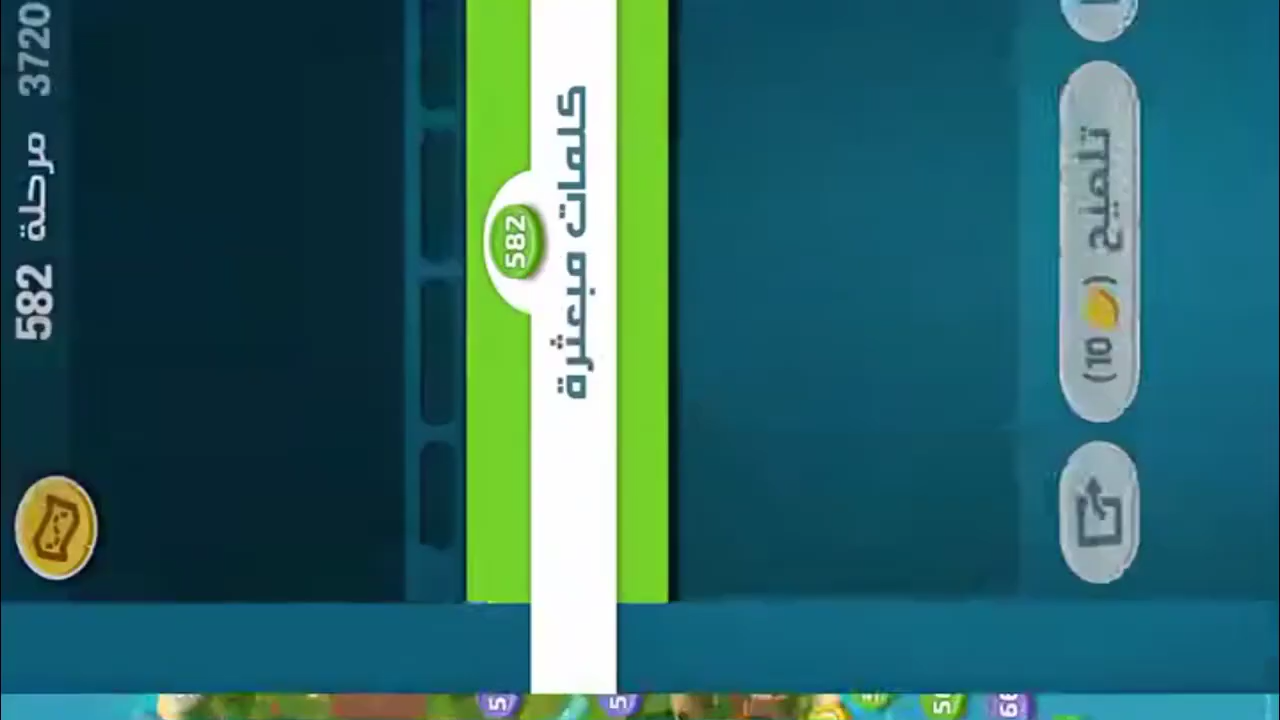 3720 مرحلة 582
582
كلمات مبعثرة
تلميح (10)